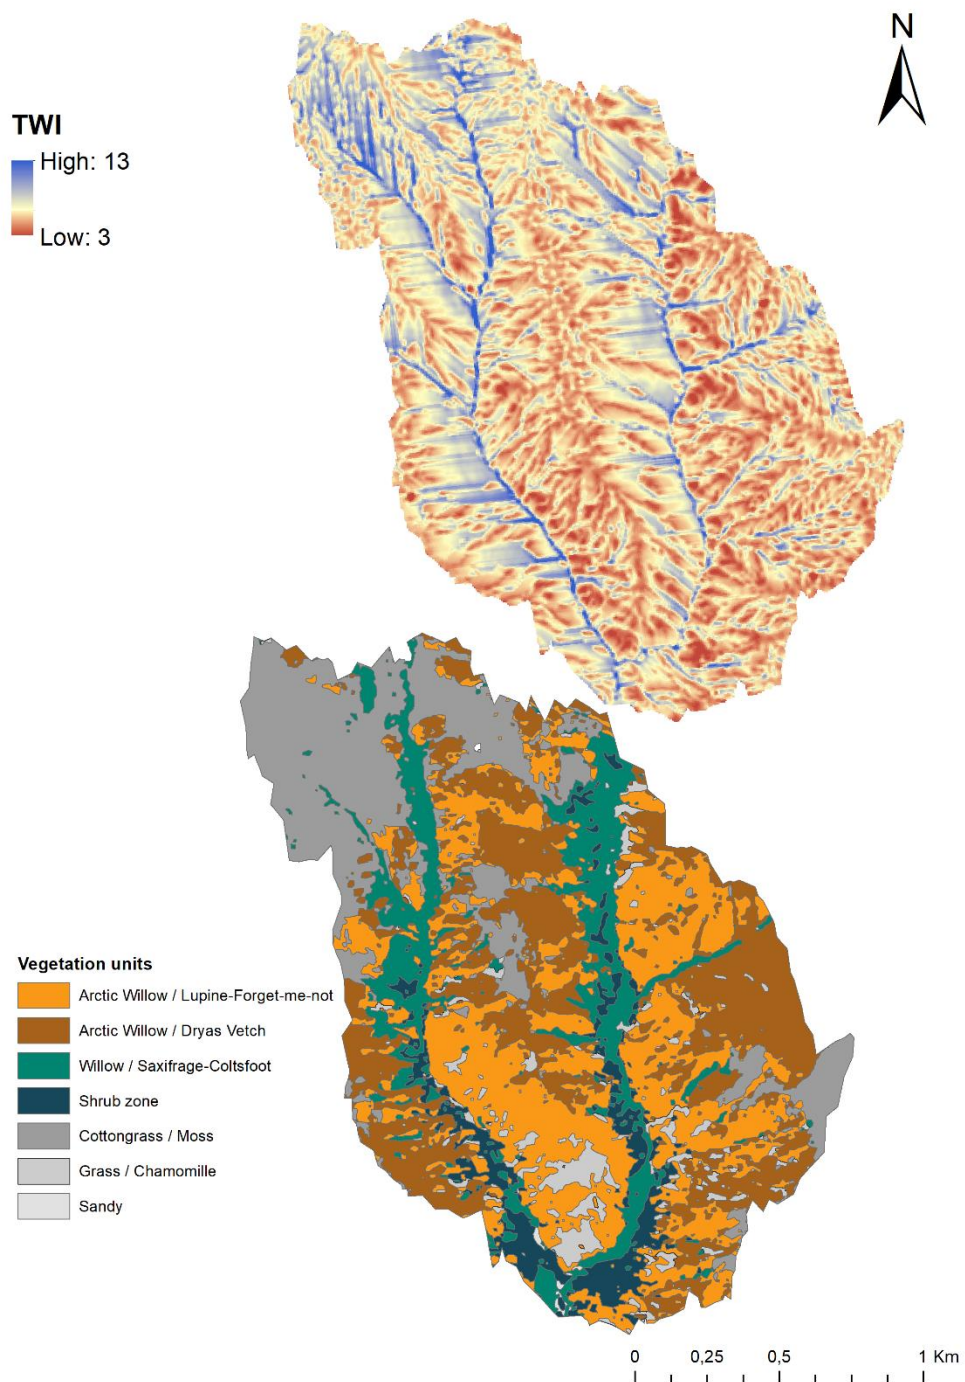 N
TWI
High: 13
Low: 3
Vegetation units
Arctic Willow / Lupine-Forget-me-not
Arctic Willow / Dryas Vetch
Willow / Saxifrage-Coltsfoot
Shrub zone
Cottongrass / Moss
Grass / Chamomille
Sandy
0 0,25 0,5 1 Km